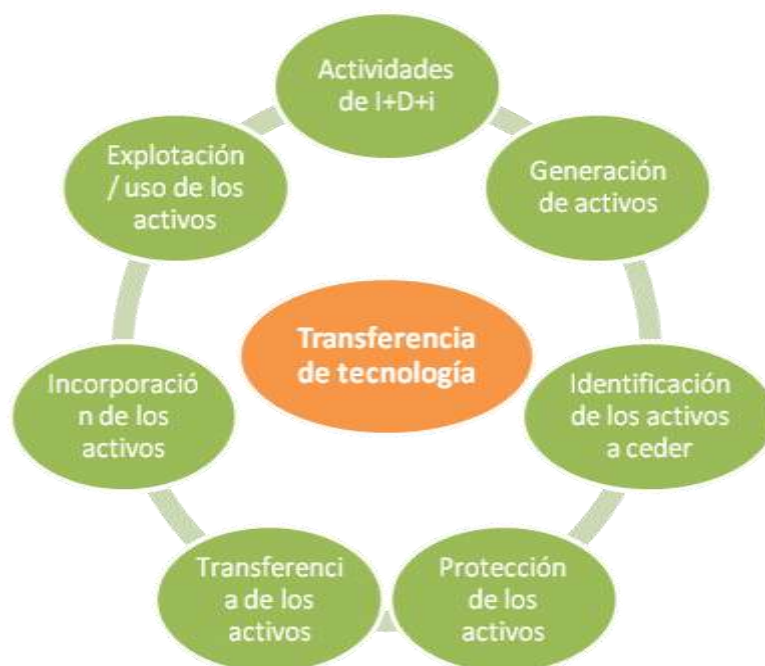 Actividades
de I+D+i
Generación
de activos
Identificación
de los activos
a ceder
Protección
de los
activos
Transferenci
a de los
activos
Incorporació
n de los
activos
Explotación
/ uso de los
activos
Transferencia
de tecnología